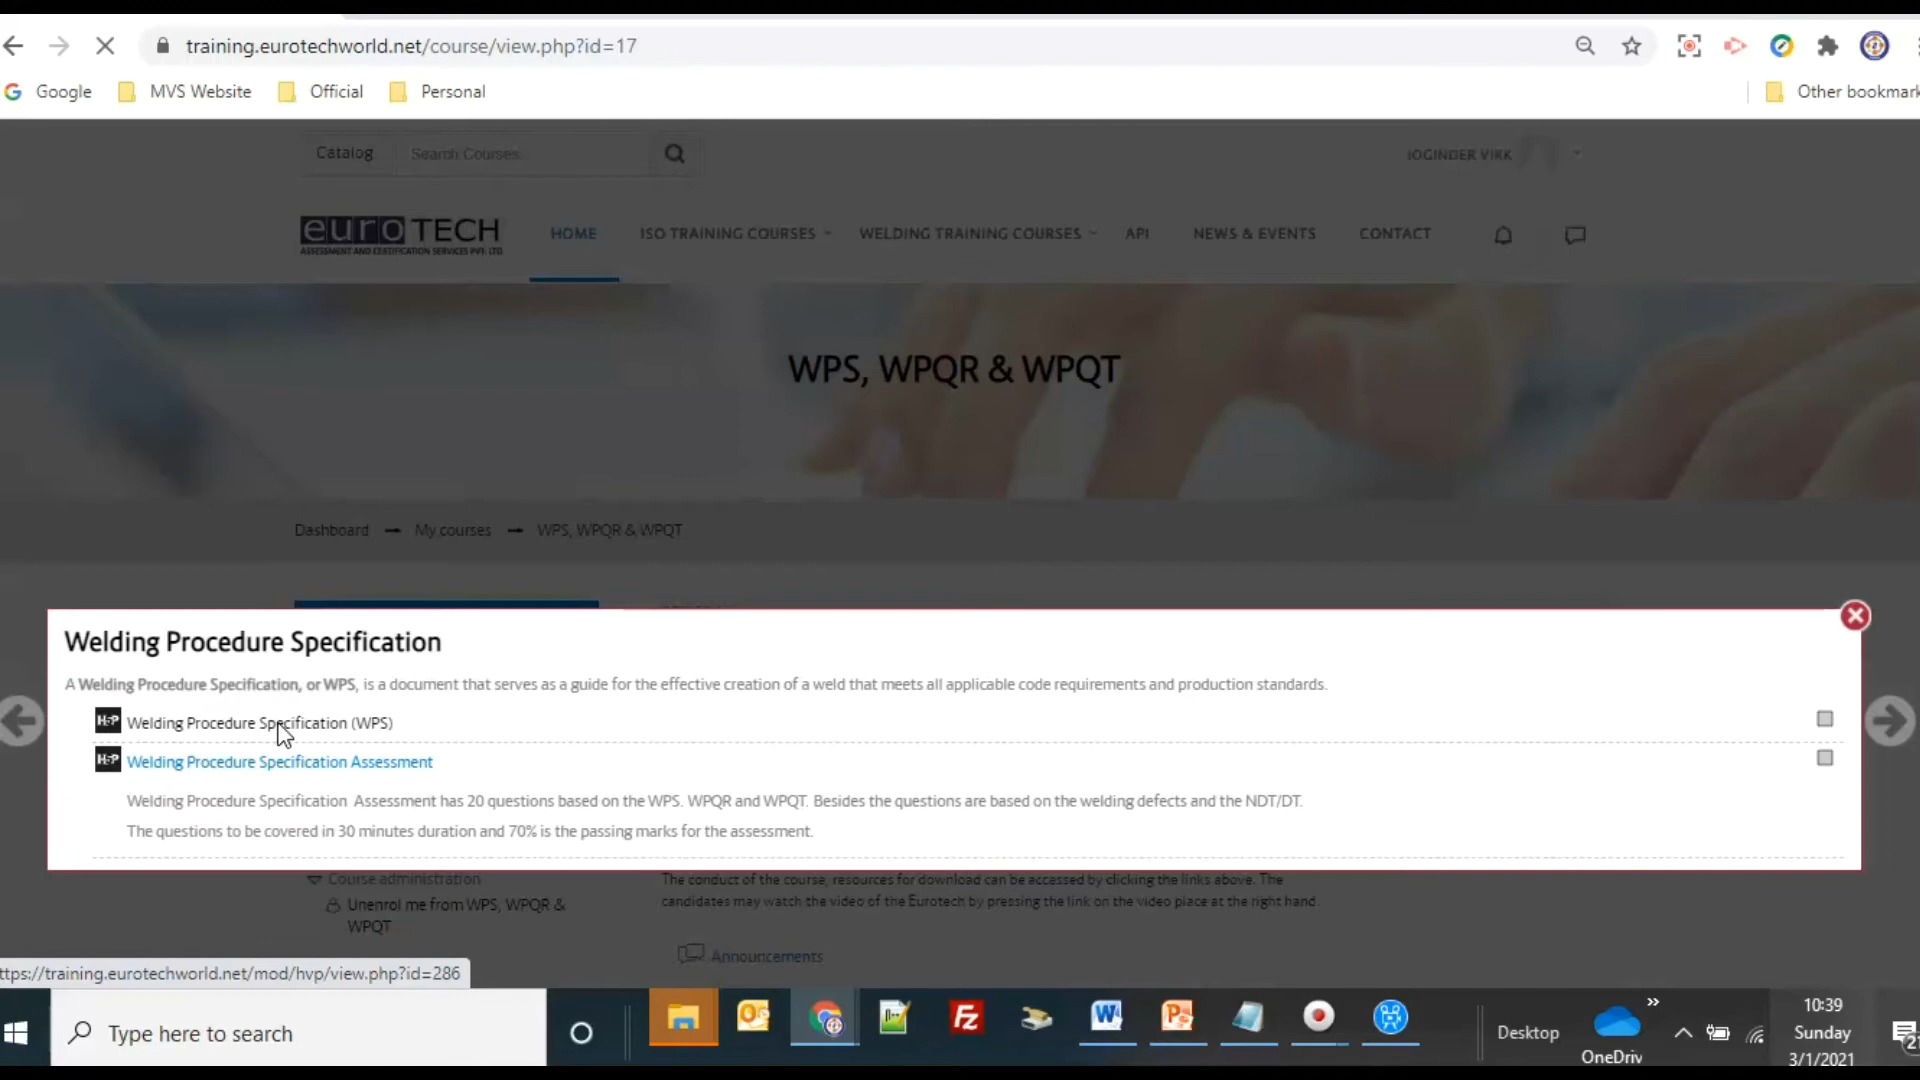 training.eurotechworld.net/course/view.php?id=17
Google MVS Website Official Personal Other bookmark
Catalog Search Courses JOGINDER VIRK
euro TECH HOME ISO TRAINING COURSES WELDING TRAINING COURSES API NEWS & EVENTS CONTACT
ASSESSMENT AND CERTIFICATION SERVICES PVT. LTD.
WPS, WPQR & WPQT
Dashboard → My courses → WPS, WPQR & WPQT
Welding Procedure Specification
A Welding Procedure Specification, or WPS, is a document that serves as a guide for the effective creation of a weld that meets all applicable code requirements and production standards.
H-P Welding Procedure Specification (WPS)
H-P Welding Procedure Specification Assessment
Welding Procedure Specification Assessment has 20 questions based on the WPS. WPQR and WPQT. Besides the questions are based on the welding defects and the NDT/DT.
The questions to be covered in 30 minutes duration and 70% is the passing marks for the assessment.
Course administration
Unenrol me from WPS, WPQR &
WPQT
The conduct of the course, resources for download can be accessed by clicking the links above. The
candidates may watch the video of the Eurotech by pressing the link on the video place at the right hand.
Announcements
ttps://training.eurotechworld.net/mod/hvp/view.php?id=286
Type here to search
Desktop
OneDriv
10:39
Sunday
3/1/2021
21